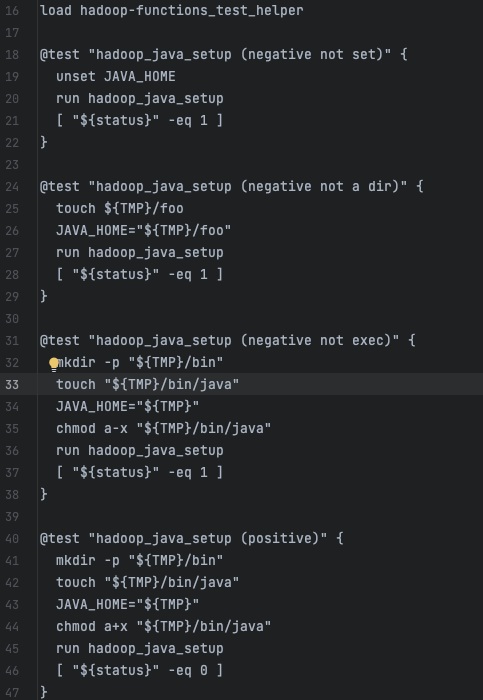 16 load hadoop-functions_test_helper
17
18 @test "hadoop_java_setup (negative not set)" {
19   unset JAVA_HOME
20   run hadoop_java_setup
21   [ "${status}" -eq 1 ]
22 }
23
24 @test "hadoop_java_setup (negative not a dir)" {
25   touch ${TMP}/foo
26   JAVA_HOME="${TMP}/foo"
27   run hadoop_java_setup
28   [ "${status}" -eq 1 ]
29 }
30
31 @test "hadoop_java_setup (negative not exec)" {
32   mkdir -p "${TMP}/bin"
33   touch "${TMP}/bin/java"
34   JAVA_HOME="${TMP}"
35   chmod a-x "${TMP}/bin/java"
36   run hadoop_java_setup
37   [ "${status}" -eq 1 ]
38 }
39
40 @test "hadoop_java_setup (positive)" {
41   mkdir -p "${TMP}/bin"
42   touch "${TMP}/bin/java"
43   JAVA_HOME="${TMP}"
44   chmod a+x "${TMP}/bin/java"
45   run hadoop_java_setup
46   [ "${status}" -eq 0 ]
47 }